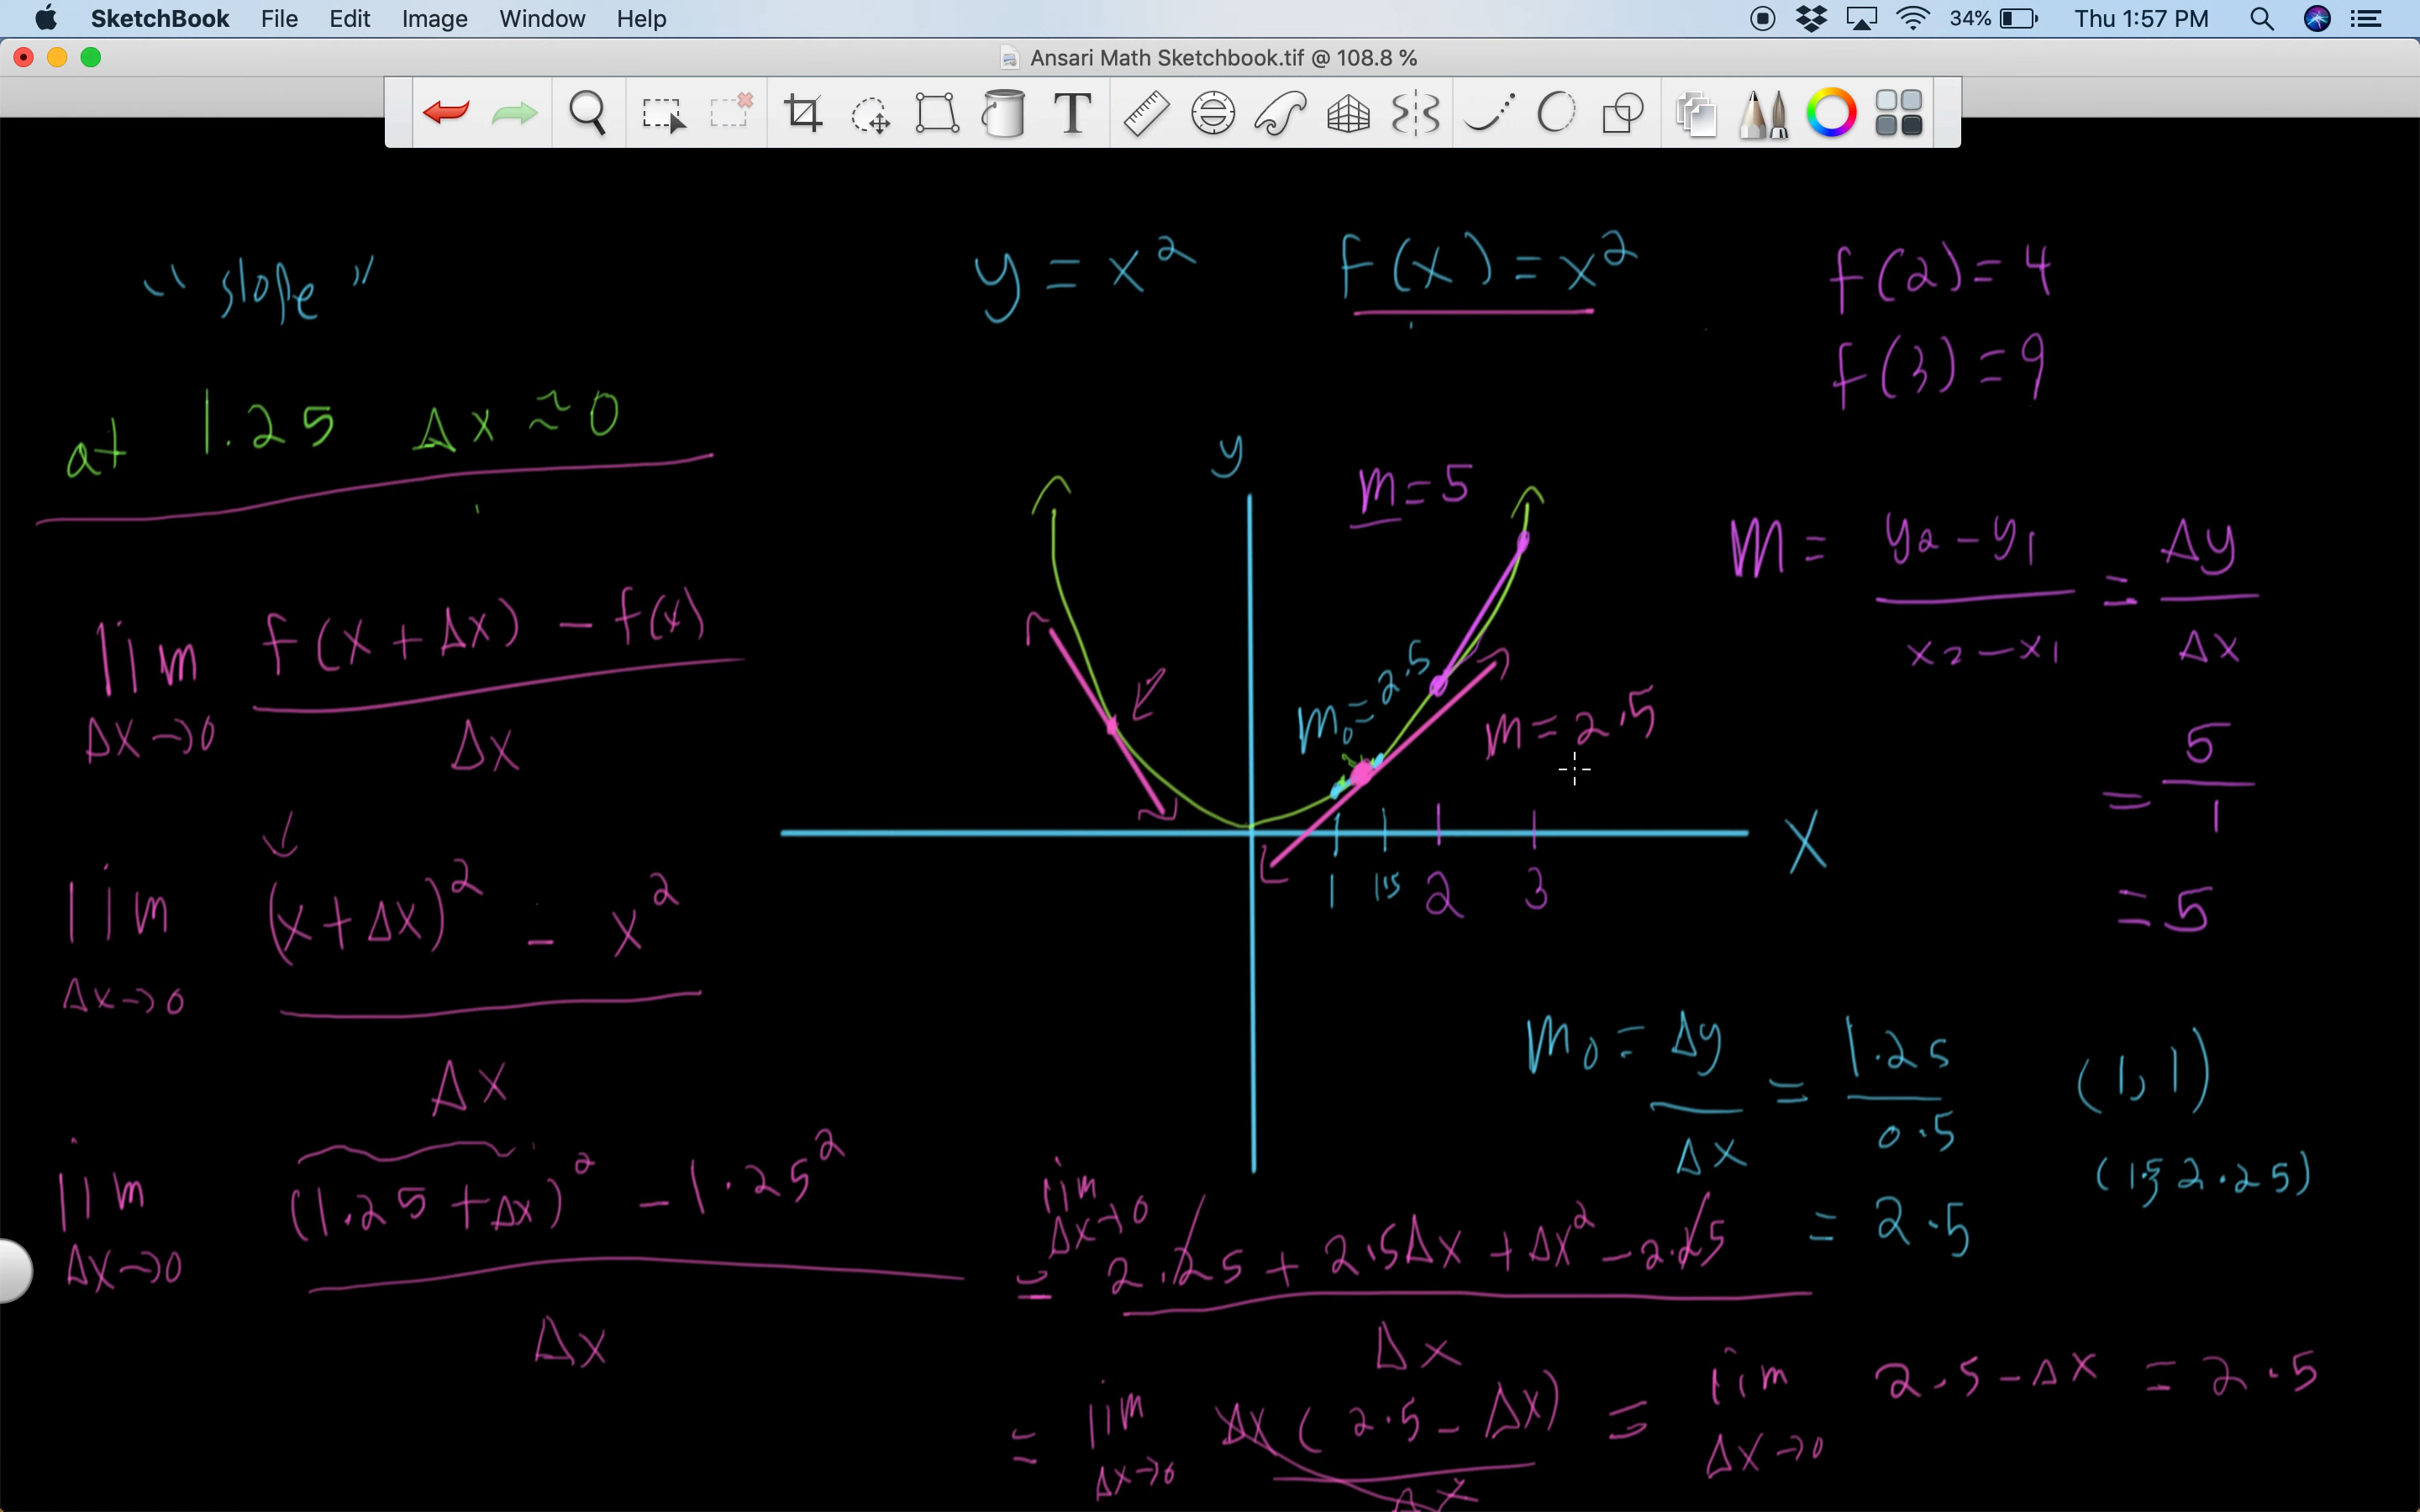 SketchBook File Edit Image Window Help 34% Thu 1:57 PM
Ansari Math Sketchbook.tif @ 108.8 %
T
"slope"
y = x²
f(x) = x²
f(2) = 4
f(3) = 9
at 1.25 Δx ≈ 0
lim f(x + Δx) - f(x)
Δx→0 Δx
lim (x + Δx)² - x²
Δx→0
Δx
lim (1.25 + Δx)² - 1.25²
Δx→0
Δx
y
m = 5
m₀ = 2.5
m = 2.5
x
1 1.5 2 3
m = y₂ - y₁ = Δy
x₂ - x₁ Δx
= 5
1
= 5
m₀ = Δy = 1.25
Δx 0.5
= 2.5
(1, 1)
(1.5, 2.25)
lim
Δx→0
= 2.25 + 2.5Δx + Δx² - 2.25
Δx
= lim Δx (2.5 - Δx) = lim 2.5 - Δx = 2.5
Δx→0 Δx→0
Δx